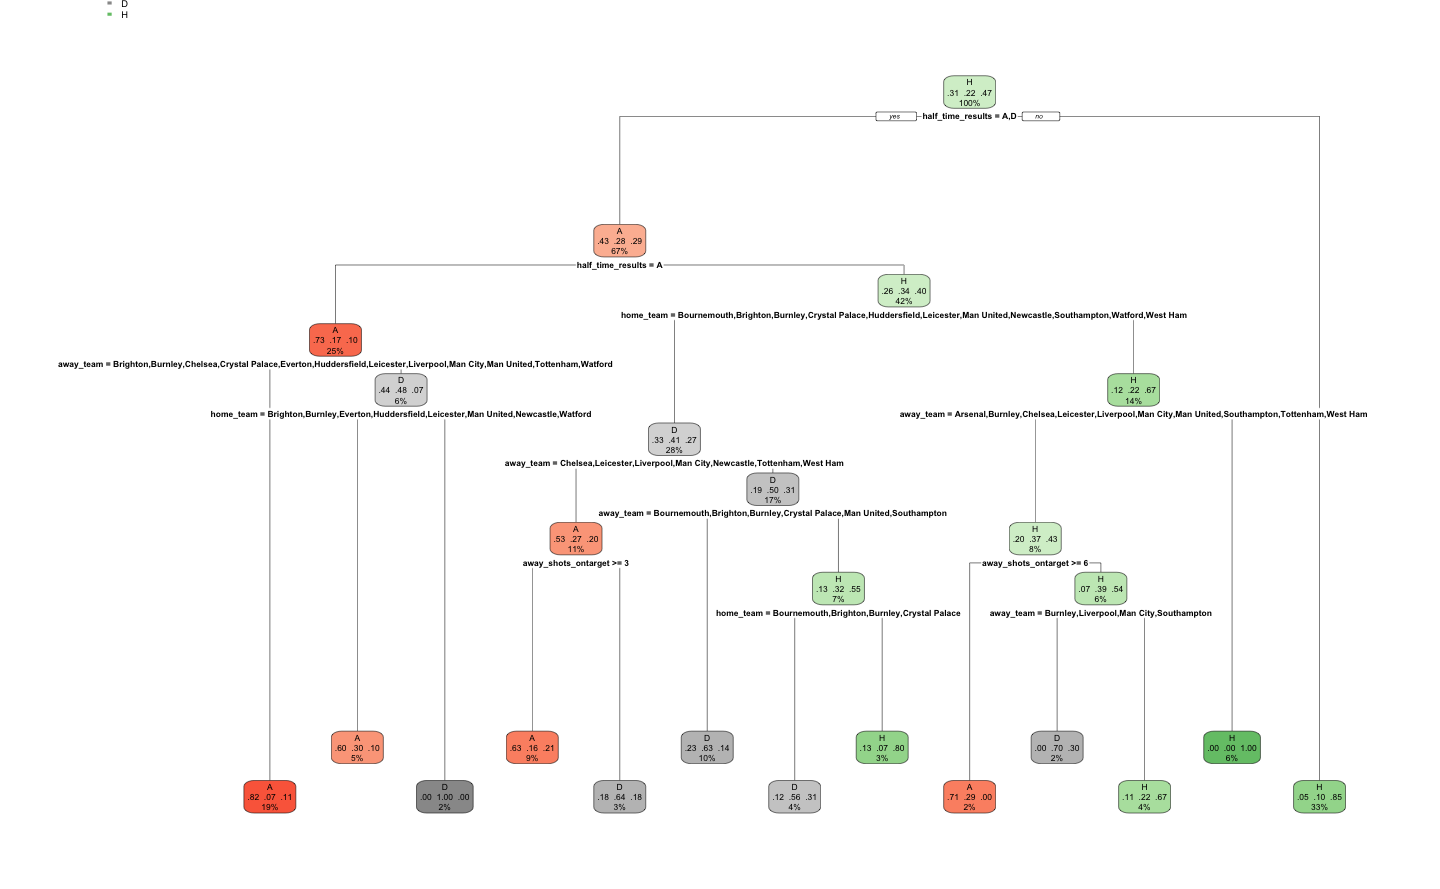 D
H
H
.31 .22 .47
100%
yes
half_time_results = A,D
no
A
.43 .28 .29
67%
half_time_results = A
H
.26 .34 .40
42%
home_team = Bournemouth,Brighton,Burnley,Crystal Palace,Huddersfield,Leicester,Man United,Newcastle,Southampton,Watford,West Ham
A
.73 .17 .10
25%
away_team = Brighton,Burnley,Chelsea,Crystal Palace,Everton,Huddersfield,Leicester,Liverpool,Man City,Man United,Tottenham,Watford
D
.44 .48 .07
6%
H
.12 .22 .67
14%
home_team = Brighton,Burnley,Everton,Huddersfield,Leicester,Man United,Newcastle,Watford
away_team = Arsenal,Burnley,Chelsea,Leicester,Liverpool,Man City,Man United,Southampton,Tottenham,West Ham
D
.33 .41 .27
28%
away_team = Chelsea,Leicester,Liverpool,Man City,Newcastle,Tottenham,West Ham
D
.19 .50 .31
17%
away_team = Bournemouth,Brighton,Burnley,Crystal Palace,Man United,Southampton
A
.53 .27 .20
11%
away_shots_ontarget >= 3
H
.20 .37 .43
8%
away_shots_ontarget >= 6
H
.13 .32 .55
7%
home_team = Bournemouth,Brighton,Burnley,Crystal Palace
H
.07 .39 .54
6%
away_team = Burnley,Liverpool,Man City,Southampton
A
.60 .30 .10
5%
A
.63 .16 .21
9%
D
.23 .63 .14
10%
H
.13 .07 .80
3%
D
.00 .70 .30
2%
H
.00 .00 1.00
6%
A
.82 .07 .11
19%
D
.00 1.00 .00
2%
D
.18 .64 .18
3%
D
.12 .56 .31
4%
A
.71 .29 .00
2%
H
.11 .22 .67
4%
H
.05 .10 .85
33%